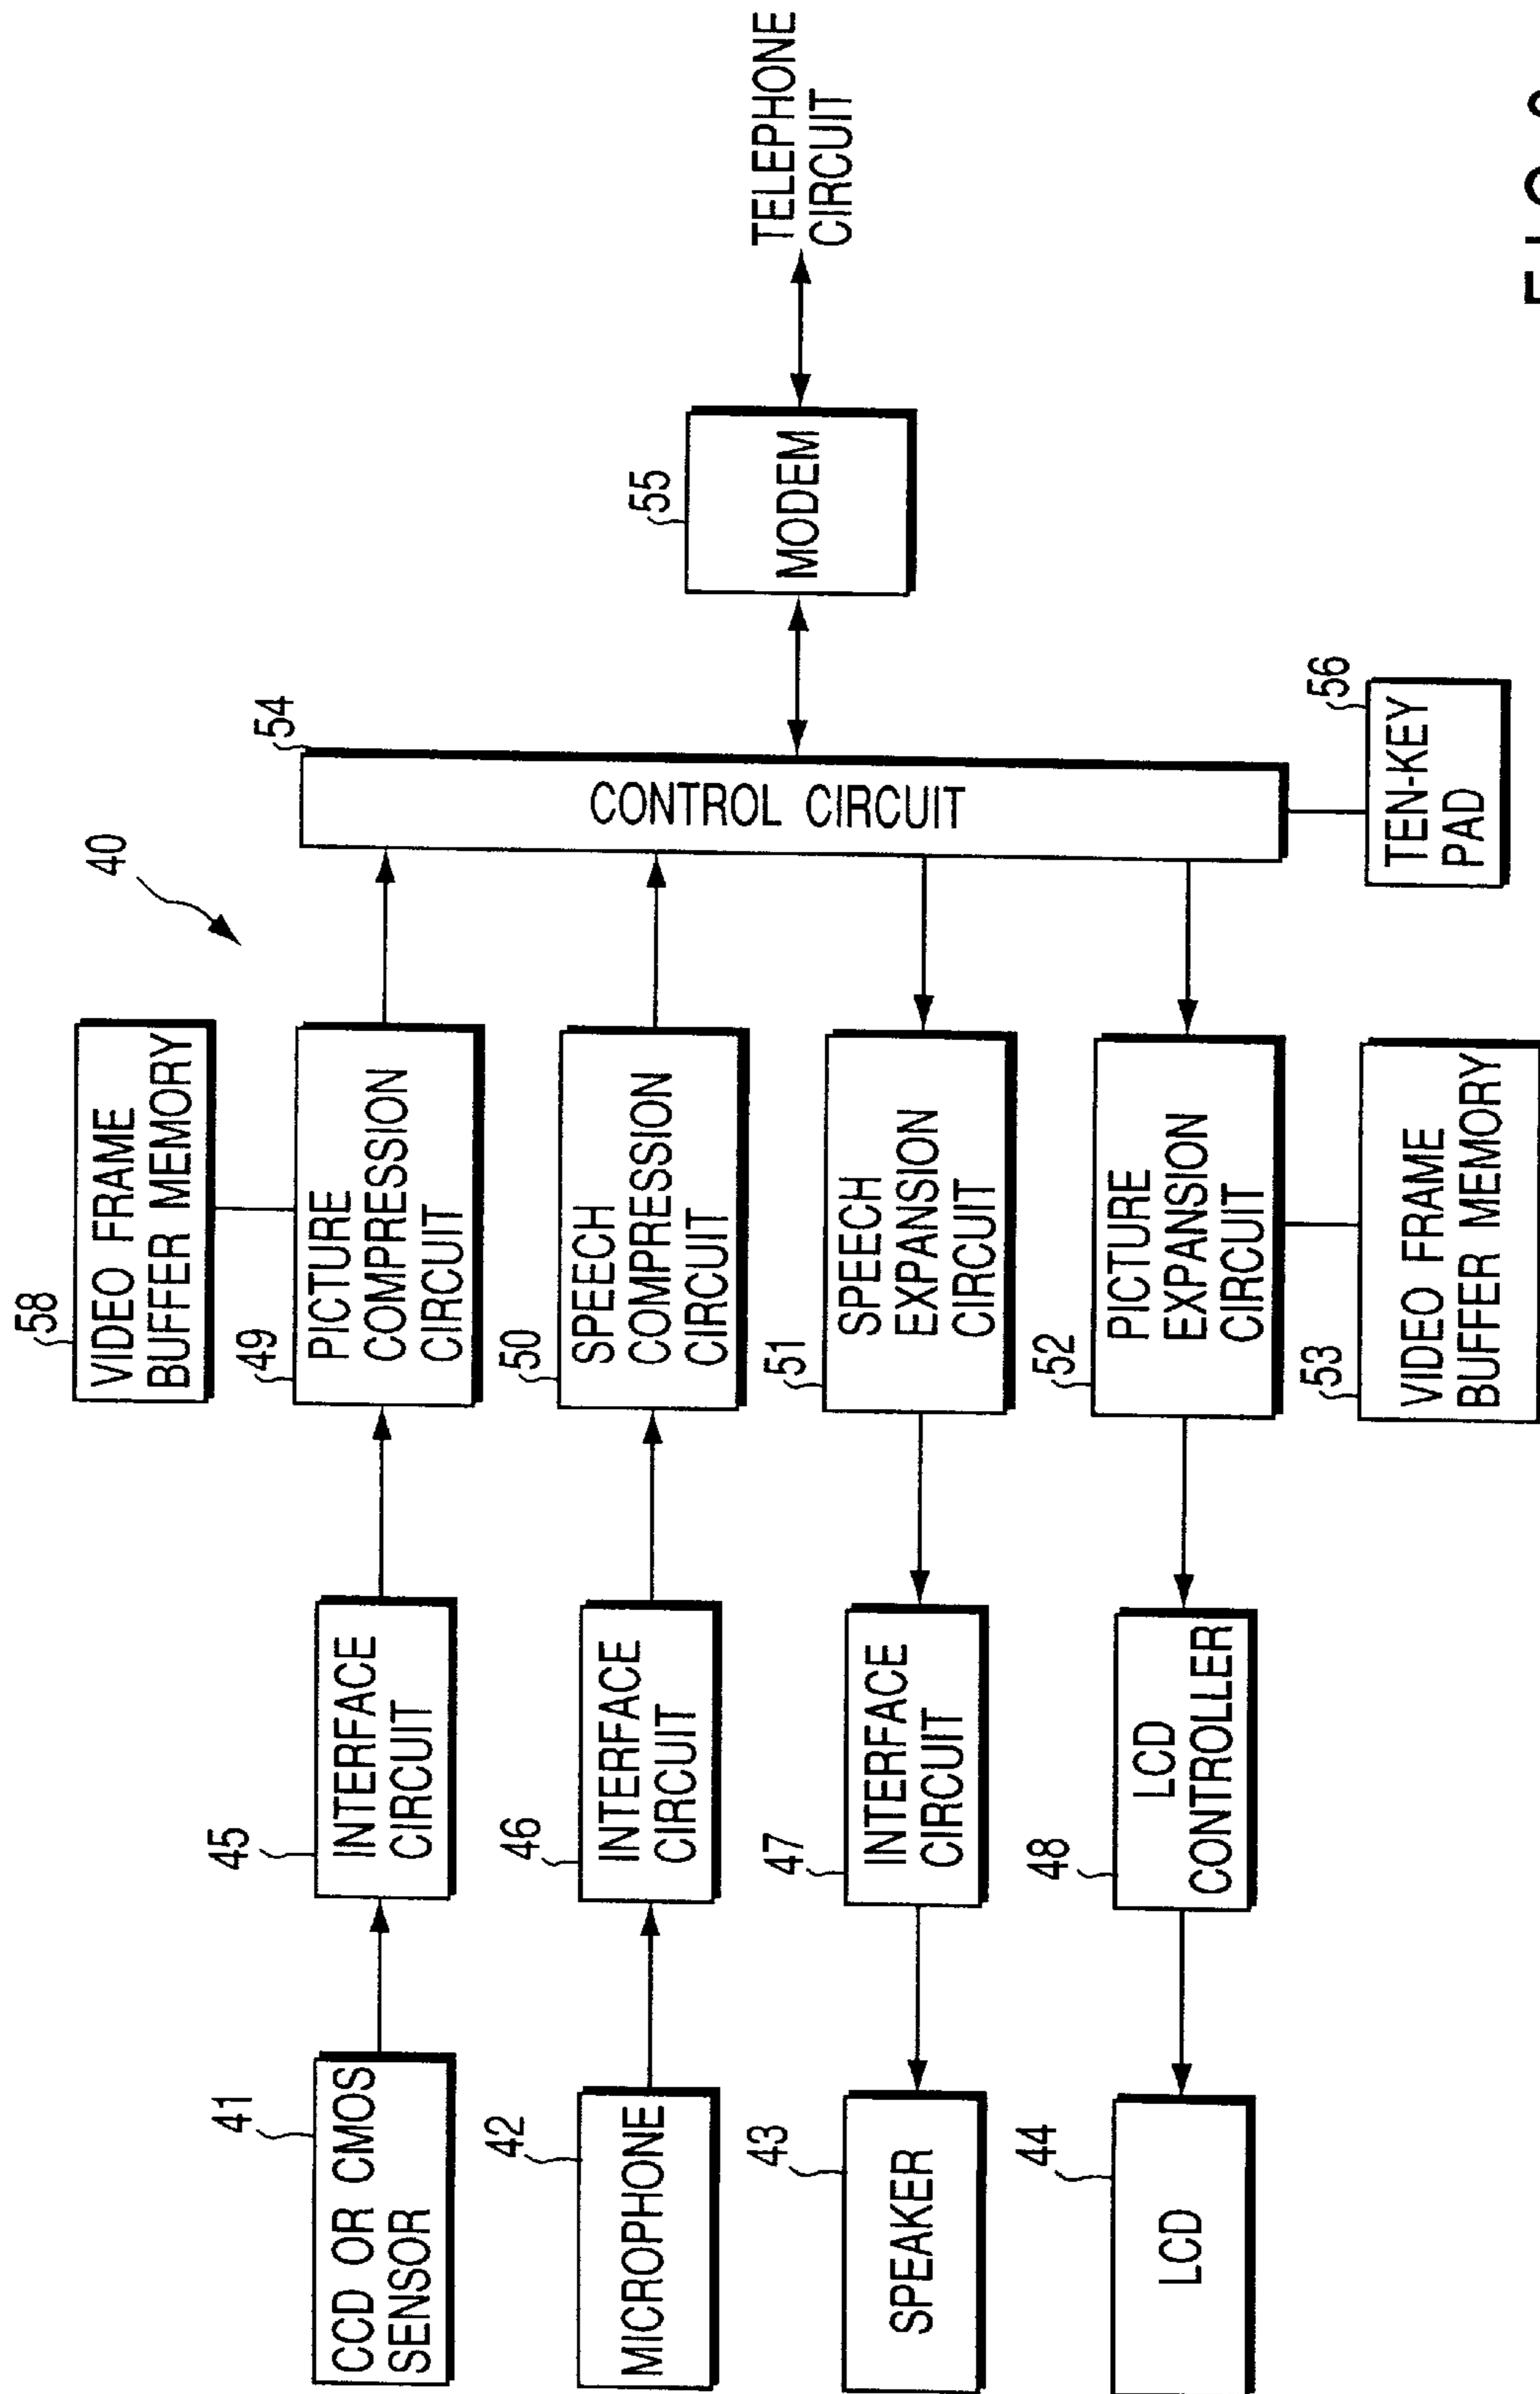 40
58
VIDEO FRAME
BUFFER MEMORY
41
CCD OR CMOS
SENSOR
45
INTERFACE
CIRCUIT
49
PICTURE
COMPRESSION
CIRCUIT
54
CONTROL CIRCUIT
55
MODEM
TELEPHONE
CIRCUIT
42
MICROPHONE
46
INTERFACE
CIRCUIT
50
SPEECH
COMPRESSION
CIRCUIT
43
SPEAKER
47
INTERFACE
CIRCUIT
51
SPEECH
EXPANSION
CIRCUIT
44
LCD
48
LCD
CONTROLLER
52
PICTURE
EXPANSION
CIRCUIT
53
VIDEO FRAME
BUFFER MEMORY
56
TEN-KEY
PAD